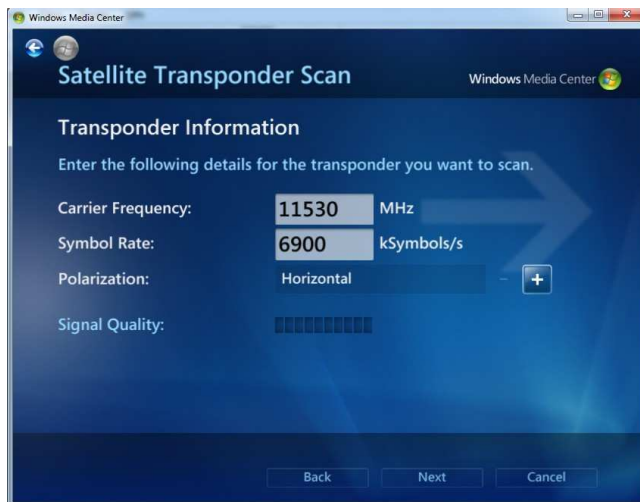 Windows Media Center
Satellite Transponder Scan
Windows Media Center
Transponder Information
Enter the following details for the transponder you want to scan.
Carrier Frequency: 11530 MHz
Symbol Rate: 6900 kSymbols/s
Polarization: Horizontal – +
Signal Quality:
Back Next Cancel